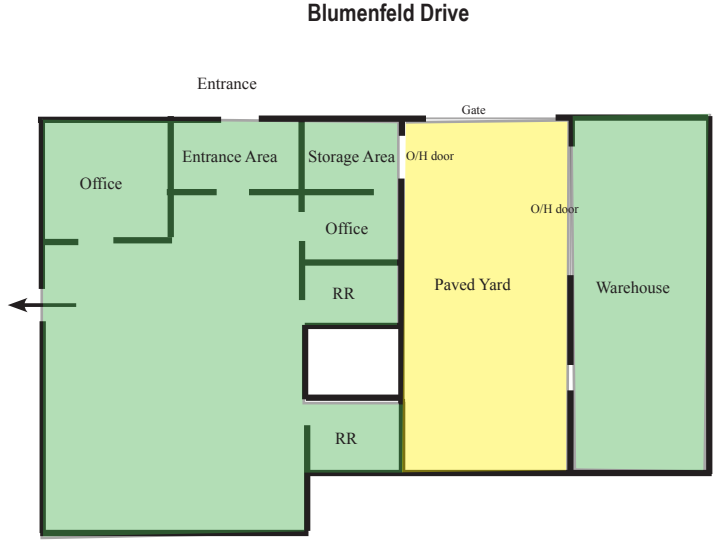 Blumenfeld Drive
Entrance
Gate
Entrance Area
Storage Area
O/H door
Office
O/H door
Office
Paved Yard
Warehouse
RR
RR